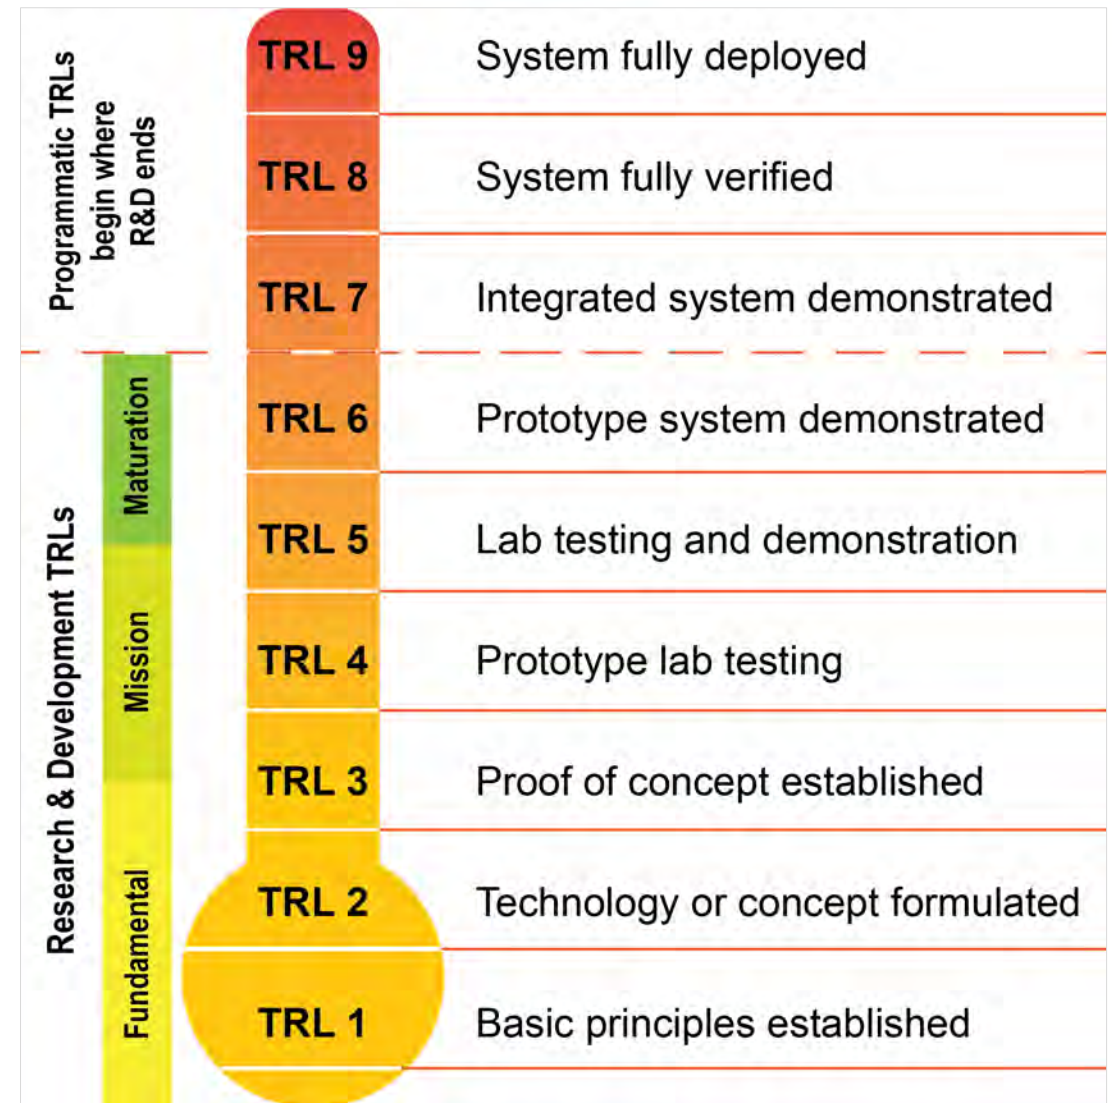 Programmatic TRLs
begin where
R&D ends
TRL 9 System fully deployed
TRL 8 System fully verified
TRL 7 Integrated system demonstrated
Research & Development TRLs
Maturation
Mission
Fundamental
TRL 6 Prototype system demonstrated
TRL 5 Lab testing and demonstration
TRL 4 Prototype lab testing
TRL 3 Proof of concept established
TRL 2 Technology or concept formulated
TRL 1 Basic principles established